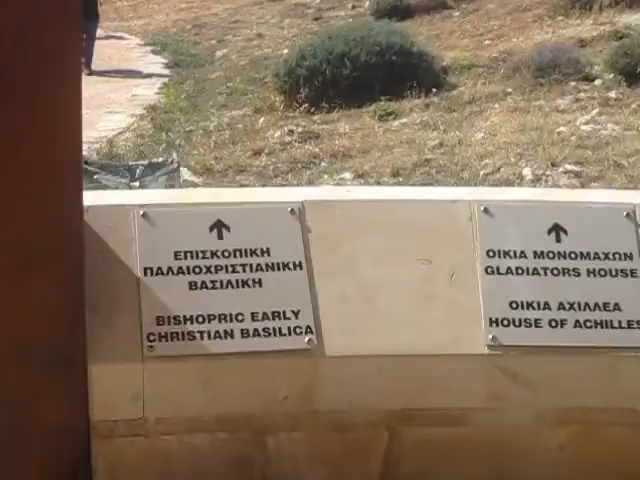 ΕΠΙΣΚΟΠΙΚΗ
ΠΑΛΑΙΟΧΡΙΣΤΙΑΝΙΚΗ
ΒΑΣΙΛΙΚΗ
BISHOPRIC EARLY
CHRISTIAN BASILICA
ΟΙΚΙΑ ΜΟΝΟΜΑΧΩΝ
GLADIATORS HOUSE
ΟΙΚΙΑ ΑΧΙΛΛΕΑ
HOUSE OF ACHILLES